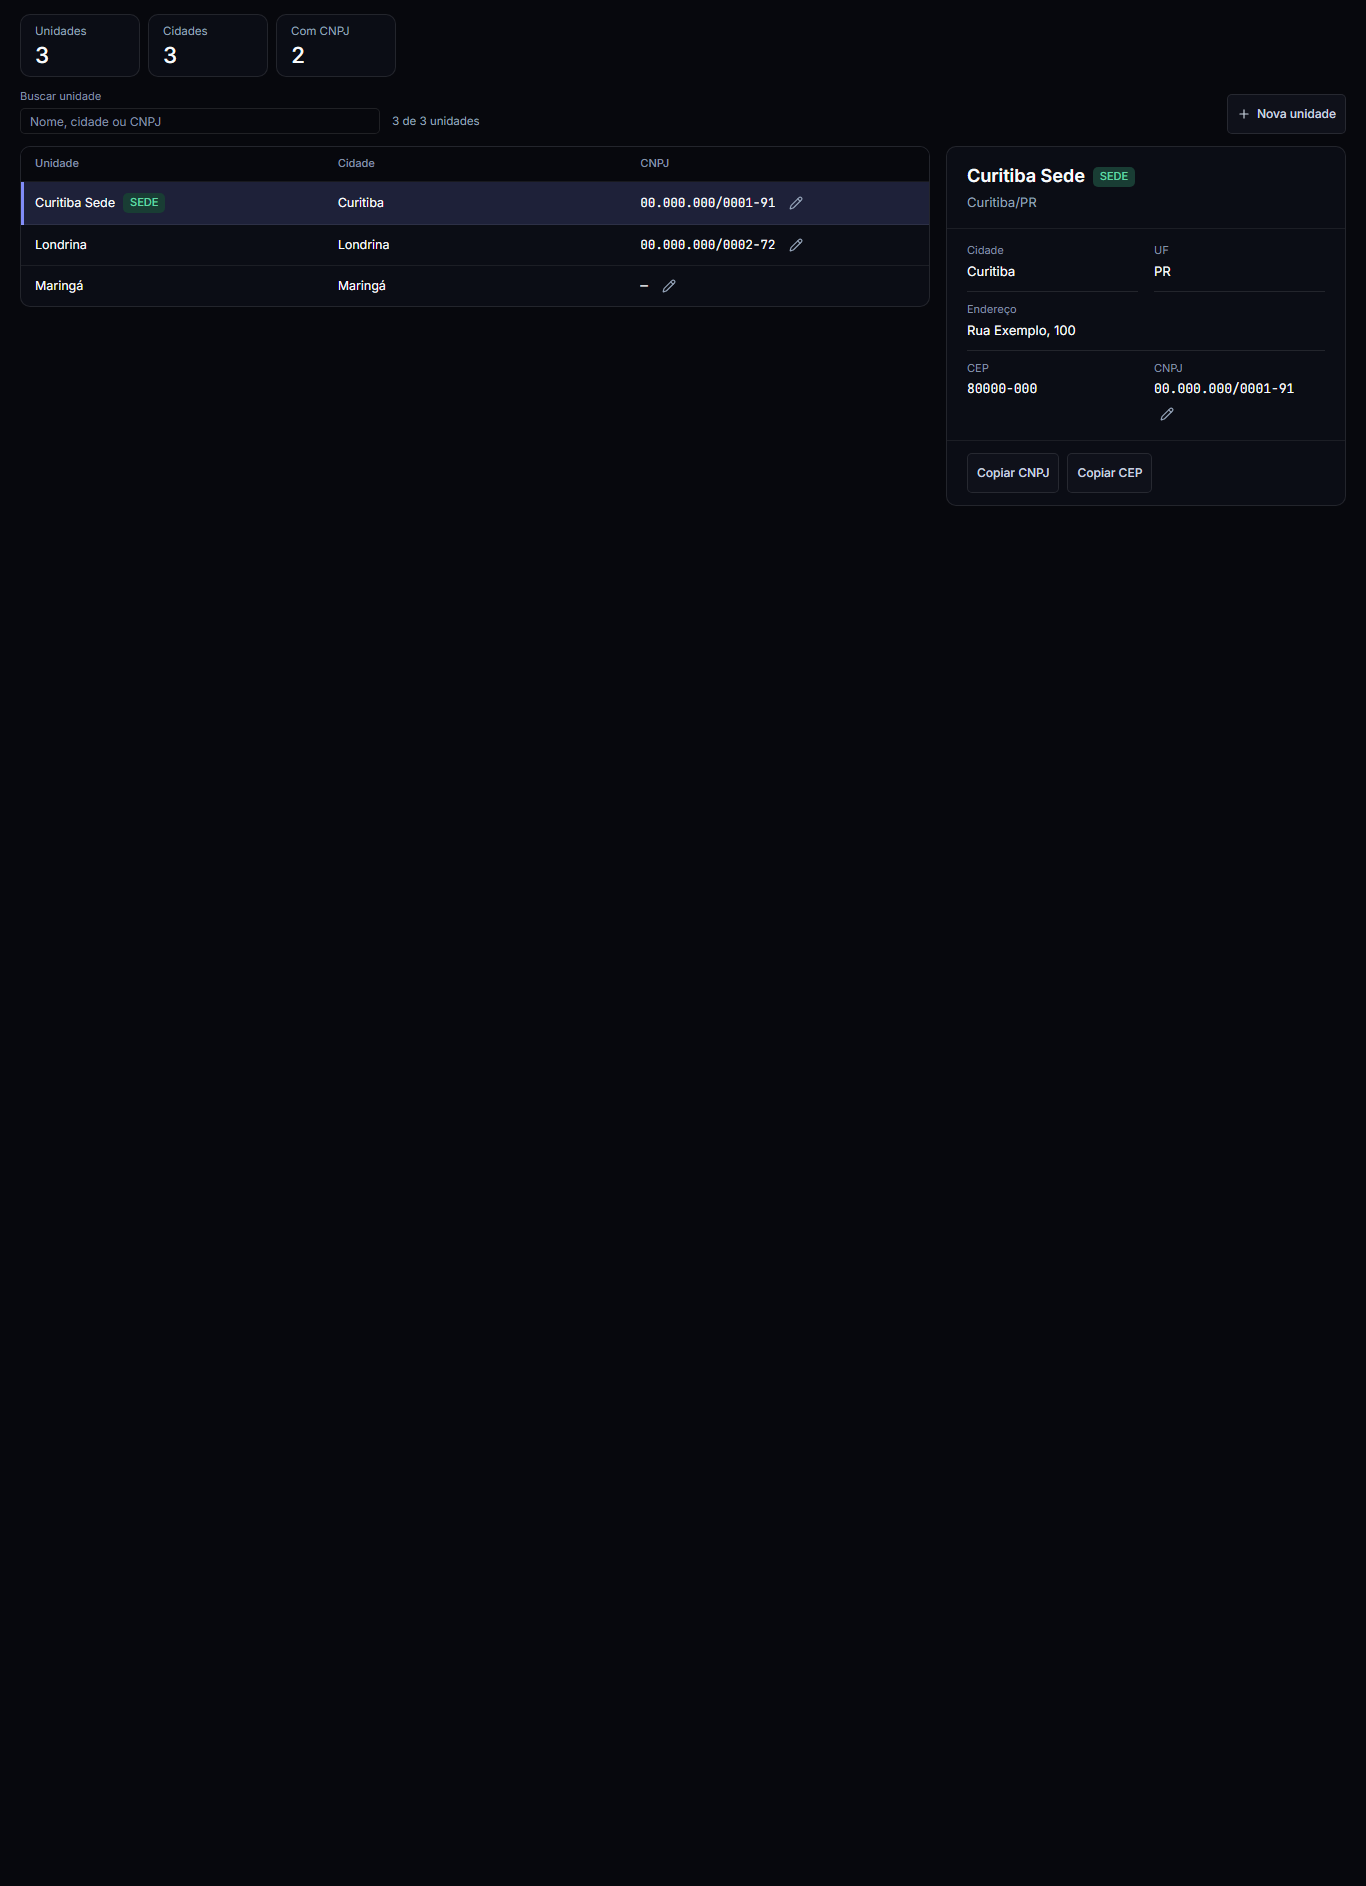 Unidades
3
Cidades
3
Com CNPJ
2
Buscar unidade
Nome, cidade ou CNPJ
3 de 3 unidades
+ Nova unidade
Unidade Cidade CNPJ
Curitiba Sede SEDE Curitiba 00.000.000/0001-91
Londrina Londrina 00.000.000/0002-72
Maringá Maringá —
Curitiba Sede SEDE
Curitiba/PR
Cidade UF
Curitiba PR
Endereço
Rua Exemplo, 100
CEP CNPJ
80000-000 00.000.000/0001-91
Copiar CNPJ Copiar CEP